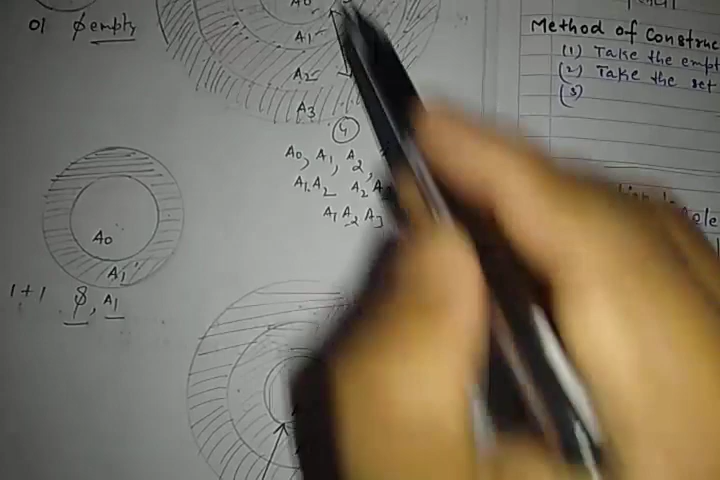 01 ϕ empty
A0
A1
A2
A3
4
A0, A1, A2,
A1A2 A2A
A1A2A3
A0
A1
1+1 ϕ, A1
Method of Construc
(1) Take the empt
(2) Take the set
(3)